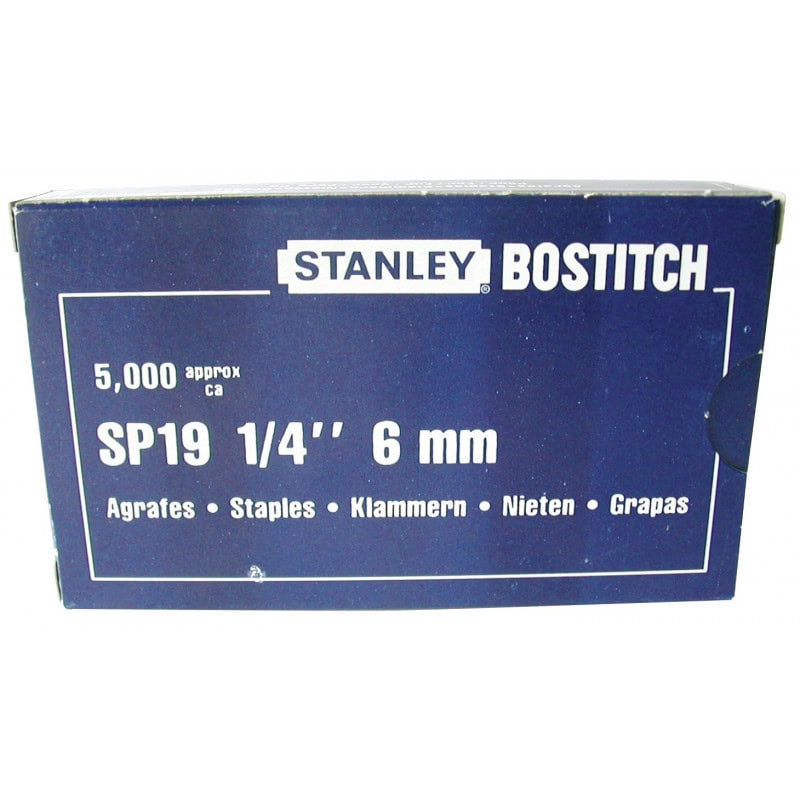 STANLEY® BOSTITCH
5,000 approx
ca
SP19 1/4'' 6 mm
Agrafes • Staples • Klammern • Nieten • Grapas